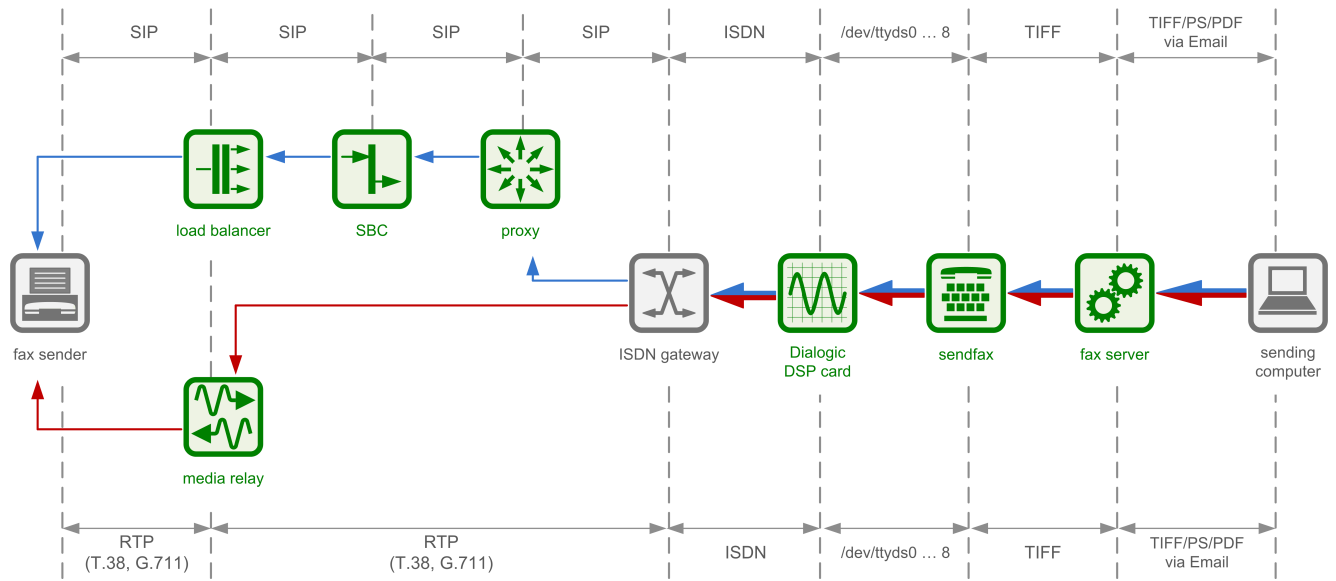 SIP
SIP
SIP
SIP
ISDN
/dev/ttyds0 … 8
TIFF
TIFF/PS/PDF
via Email
load balancer
SBC
proxy
fax sender
ISDN gateway
Dialogic
DSP card
sendfax
fax server
sending
computer
media relay
RTP
(T.38, G.711)
RTP
(T.38, G.711)
ISDN
/dev/ttyds0 … 8
TIFF
TIFF/PS/PDF
via Email